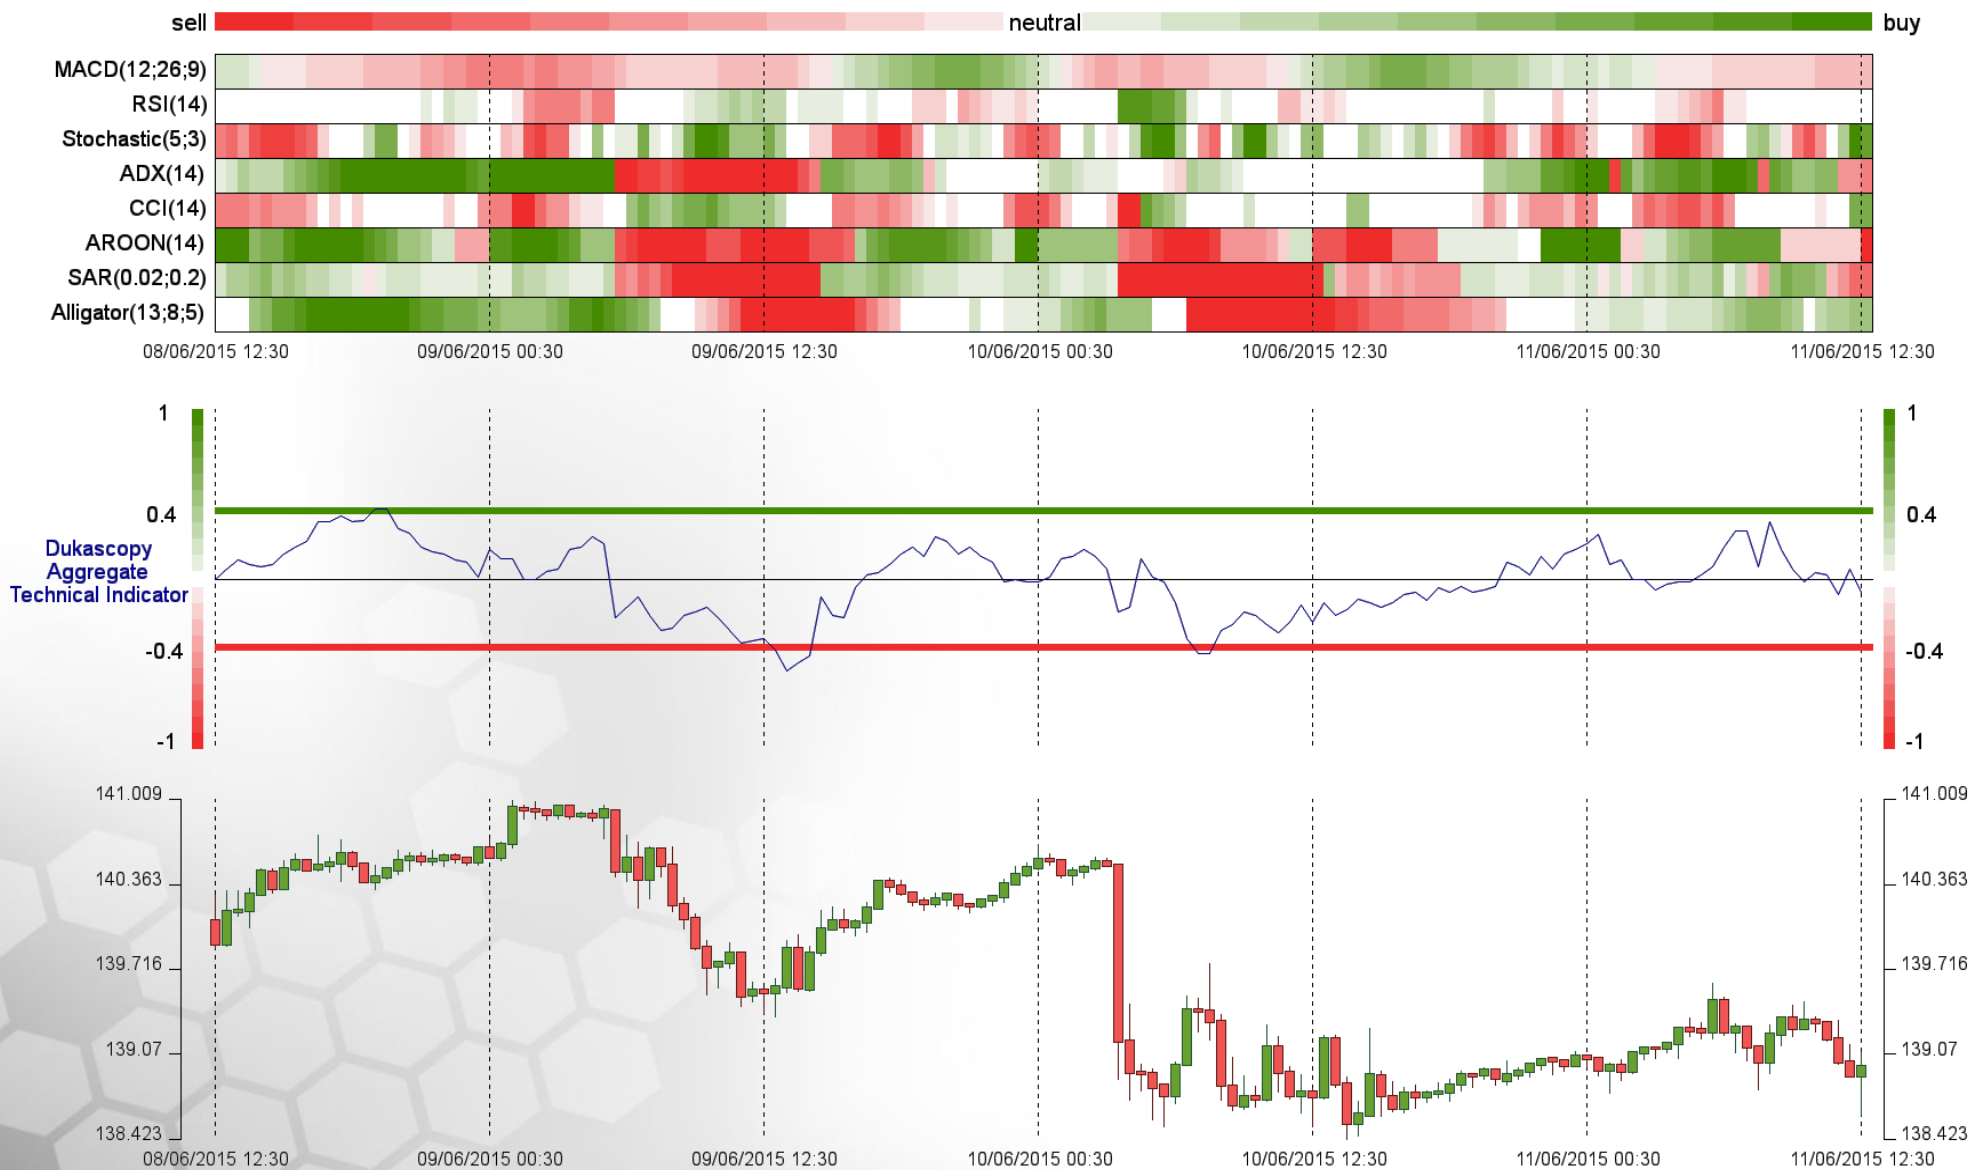 sell neutral buy
MACD(12;26;9)
RSI(14)
Stochastic(5;3)
ADX(14)
CCI(14)
AROON(14)
SAR(0.02;0.2)
Alligator(13;8;5)
08/06/2015 12:30 09/06/2015 00:30 09/06/2015 12:30 10/06/2015 00:30 10/06/2015 12:30 11/06/2015 00:30 11/06/2015 12:30
1 1
0.4 0.4
Dukascopy
Aggregate
Technical Indicator
-0.4 -0.4
-1 -1
141.009 141.009
140.363 140.363
139.716 139.716
139.07 139.07
138.423 138.423
08/06/2015 12:30 09/06/2015 00:30 09/06/2015 12:30 10/06/2015 00:30 10/06/2015 12:30 11/06/2015 00:30 11/06/2015 12:30